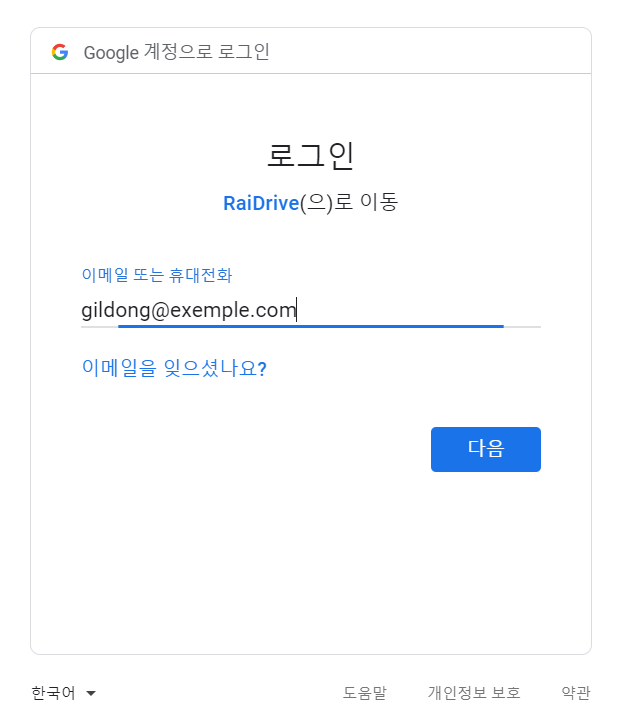 Google 계정으로 로그인
로그인
RaiDrive(으)로 이동
이메일 또는 휴대전화
gildong@exemple.com
이메일을 잊으셨나요?
다음
한국어 도움말 개인정보 보호 약관